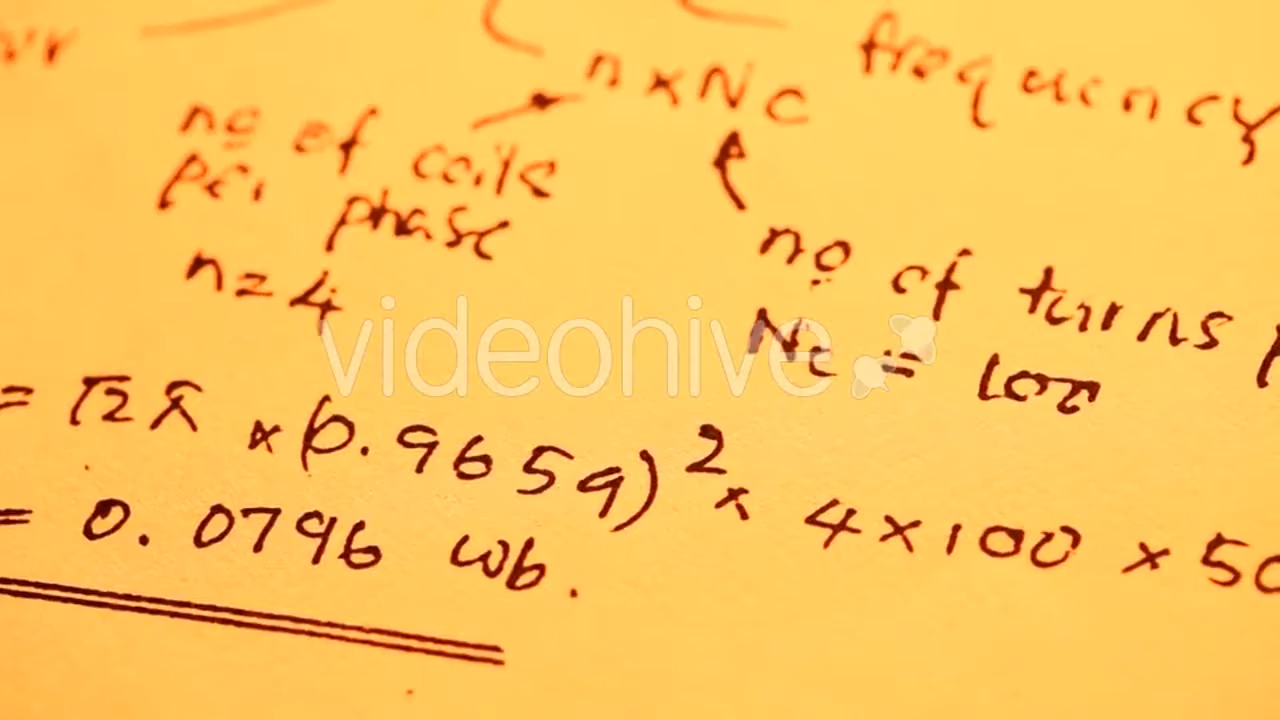 n x Nc frequency
no of coils
per phase
n = 4
no of turns
Nc = 100
videohive
= √2π × (0.9659)² × 4 × 100 × 50
= 0.0796 wb.